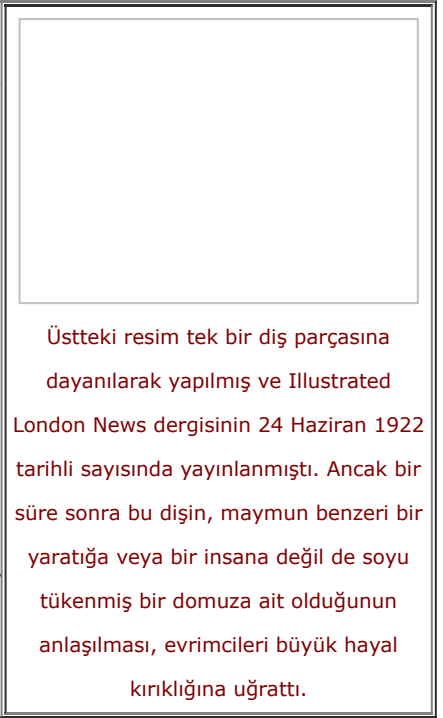 Üstteki resim tek bir diş parçasına
dayanılarak yapılmış ve Illustrated
London News dergisinin 24 Haziran 1922
tarihli sayısında yayınlanmıştı. Ancak bir
süre sonra bu dişin, maymun benzeri bir
yaratığa veya bir insana değil de soyu
tükenmiş bir domuza ait olduğunun
anlaşılması, evrimcileri büyük hayal
kırıklığına uğrattı.